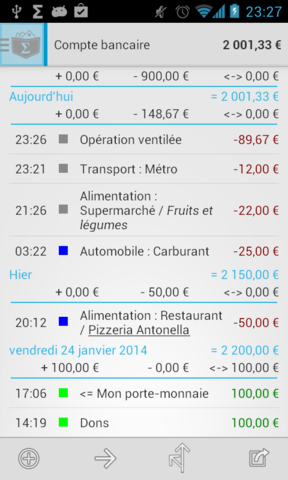 23:27
Compte bancaire 2 001,33 €
+ 0,00 € - 900,00 € <-> 0,00 €
Aujourd'hui = 2 001,33 €
+ 0,00 € - 148,67 € <-> 0,00 €
23:26 Opération ventilée -89,67 €
23:21 Transport : Métro -12,00 €
Alimentation :
21:26 Supermarché / Fruits et -22,00 €
légumes
03:22 Automobile : Carburant -25,00 €
Hier = 2 150,00 €
+ 0,00 € - 50,00 € <-> 0,00 €
20:12 Alimentation : Restaurant -50,00 €
/ Pizzeria Antonella
vendredi 24 janvier 2014 = 2 200,00 €
+ 100,00 € - 0,00 € <-> 100,00 €
17:06 <= Mon porte-monnaie 100,00 €
14:19 Dons 100,00 €